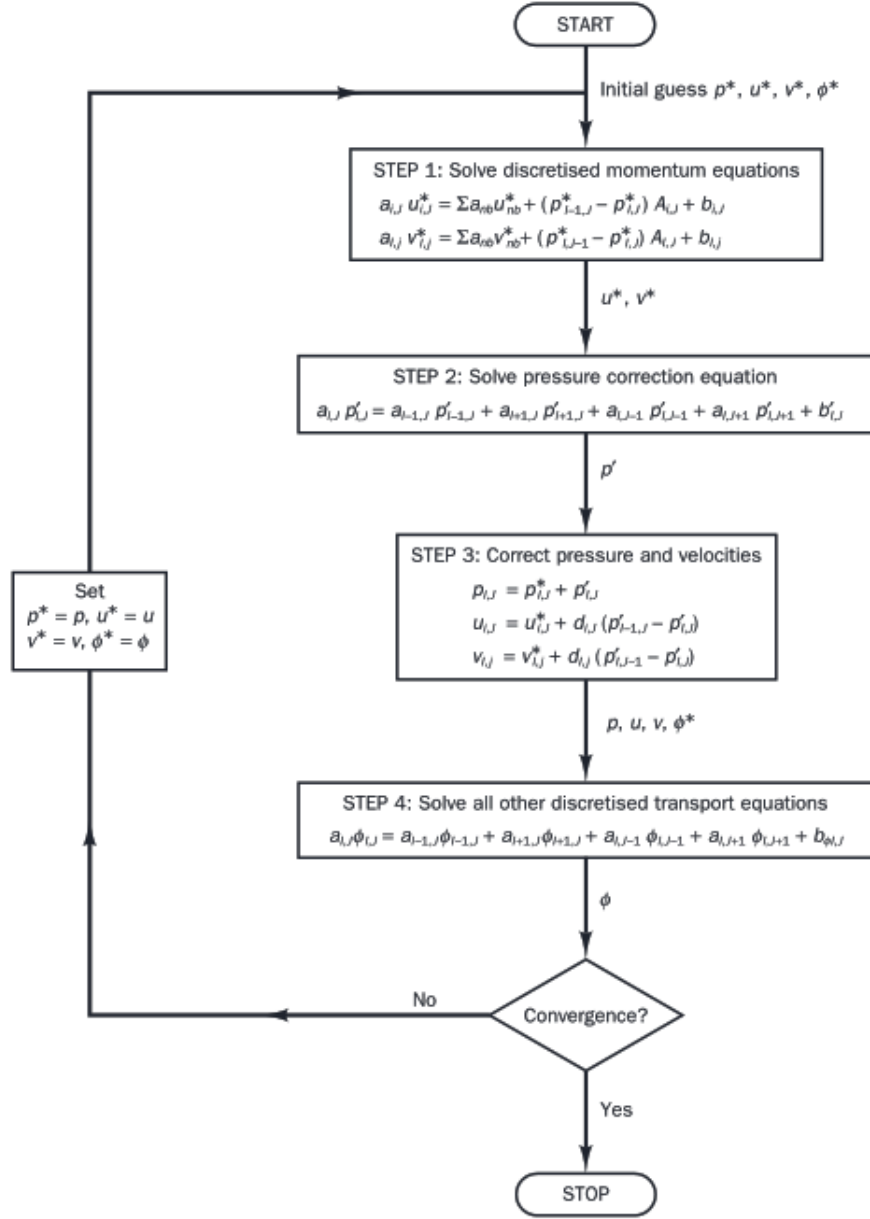 START
Initial guess p*, u*, v*, ϕ*
STEP 1: Solve discretised momentum equations
a_{i,J} u*_{i,J} = Σa_{nb}u*_{nb} + (p*_{I–1,J} – p*_{I,J}) A_{i,J} + b_{i,J}
a_{I,j} v*_{I,j} = Σa_{nb}v*_{nb} + (p*_{I,J–1} – p*_{I,J}) A_{I,j} + b_{I,j}
u*, v*
STEP 2: Solve pressure correction equation
a_{I,J} p′_{I,J} = a_{I–1,J} p′_{I–1,J} + a_{I+1,J} p′_{I+1,J} + a_{I,J–1} p′_{I,J–1} + a_{I,J+1} p′_{I,J+1} + b′_{I,J}
p′
STEP 3: Correct pressure and velocities
p_{I,J} = p*_{I,J} + p′_{I,J}
u_{i,J} = u*_{i,J} + d_{i,J} (p′_{I–1,J} – p′_{I,J})
v_{I,j} = v*_{I,j} + d_{I,j} (p′_{I,J–1} – p′_{I,J})
Set
p* = p, u* = u
v* = v, ϕ* = ϕ
p, u, v, ϕ*
STEP 4: Solve all other discretised transport equations
a_{I,J}ϕ_{I,J} = a_{I–1,J}ϕ_{I–1,J} + a_{I+1,J}ϕ_{I+1,J} + a_{I,J–1} ϕ_{I,J–1} + a_{I,J+1} ϕ_{I,J+1} + b_{ϕI,J}
ϕ
No
Convergence?
Yes
STOP